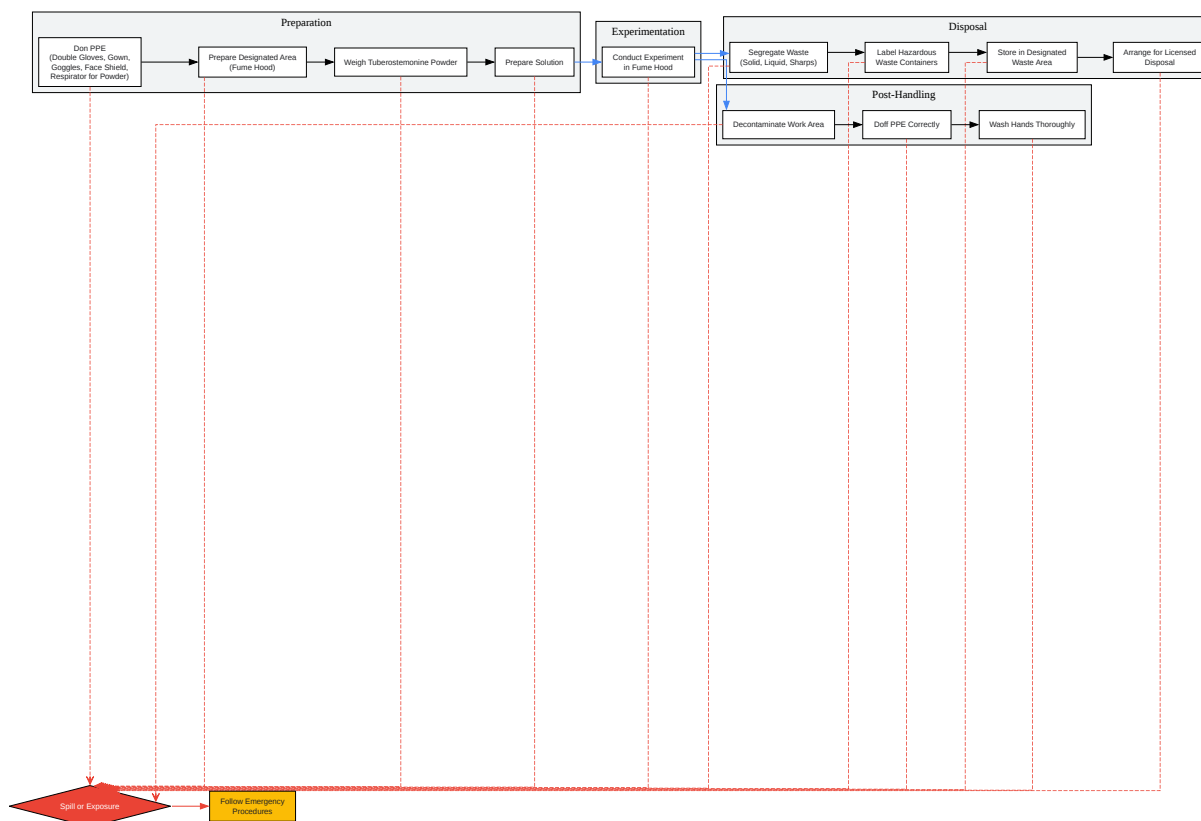 Preparation
Don PPE
(Double Gloves, Gown,
Goggles, Face Shield,
Respirator for Powder)
Prepare Designated Area
(Fume Hood)
Weigh Tuberostemonine Powder
Prepare Solution
Experimentation
Conduct Experiment
in Fume Hood
Disposal
Segregate Waste
(Solid, Liquid, Sharps)
Label Hazardous
Waste Containers
Store in Designated
Waste Area
Arrange for Licensed
Disposal
Post-Handling
Decontaminate Work Area
Doff PPE Correctly
Wash Hands Thoroughly
Spill or Exposure
Follow Emergency
Procedures